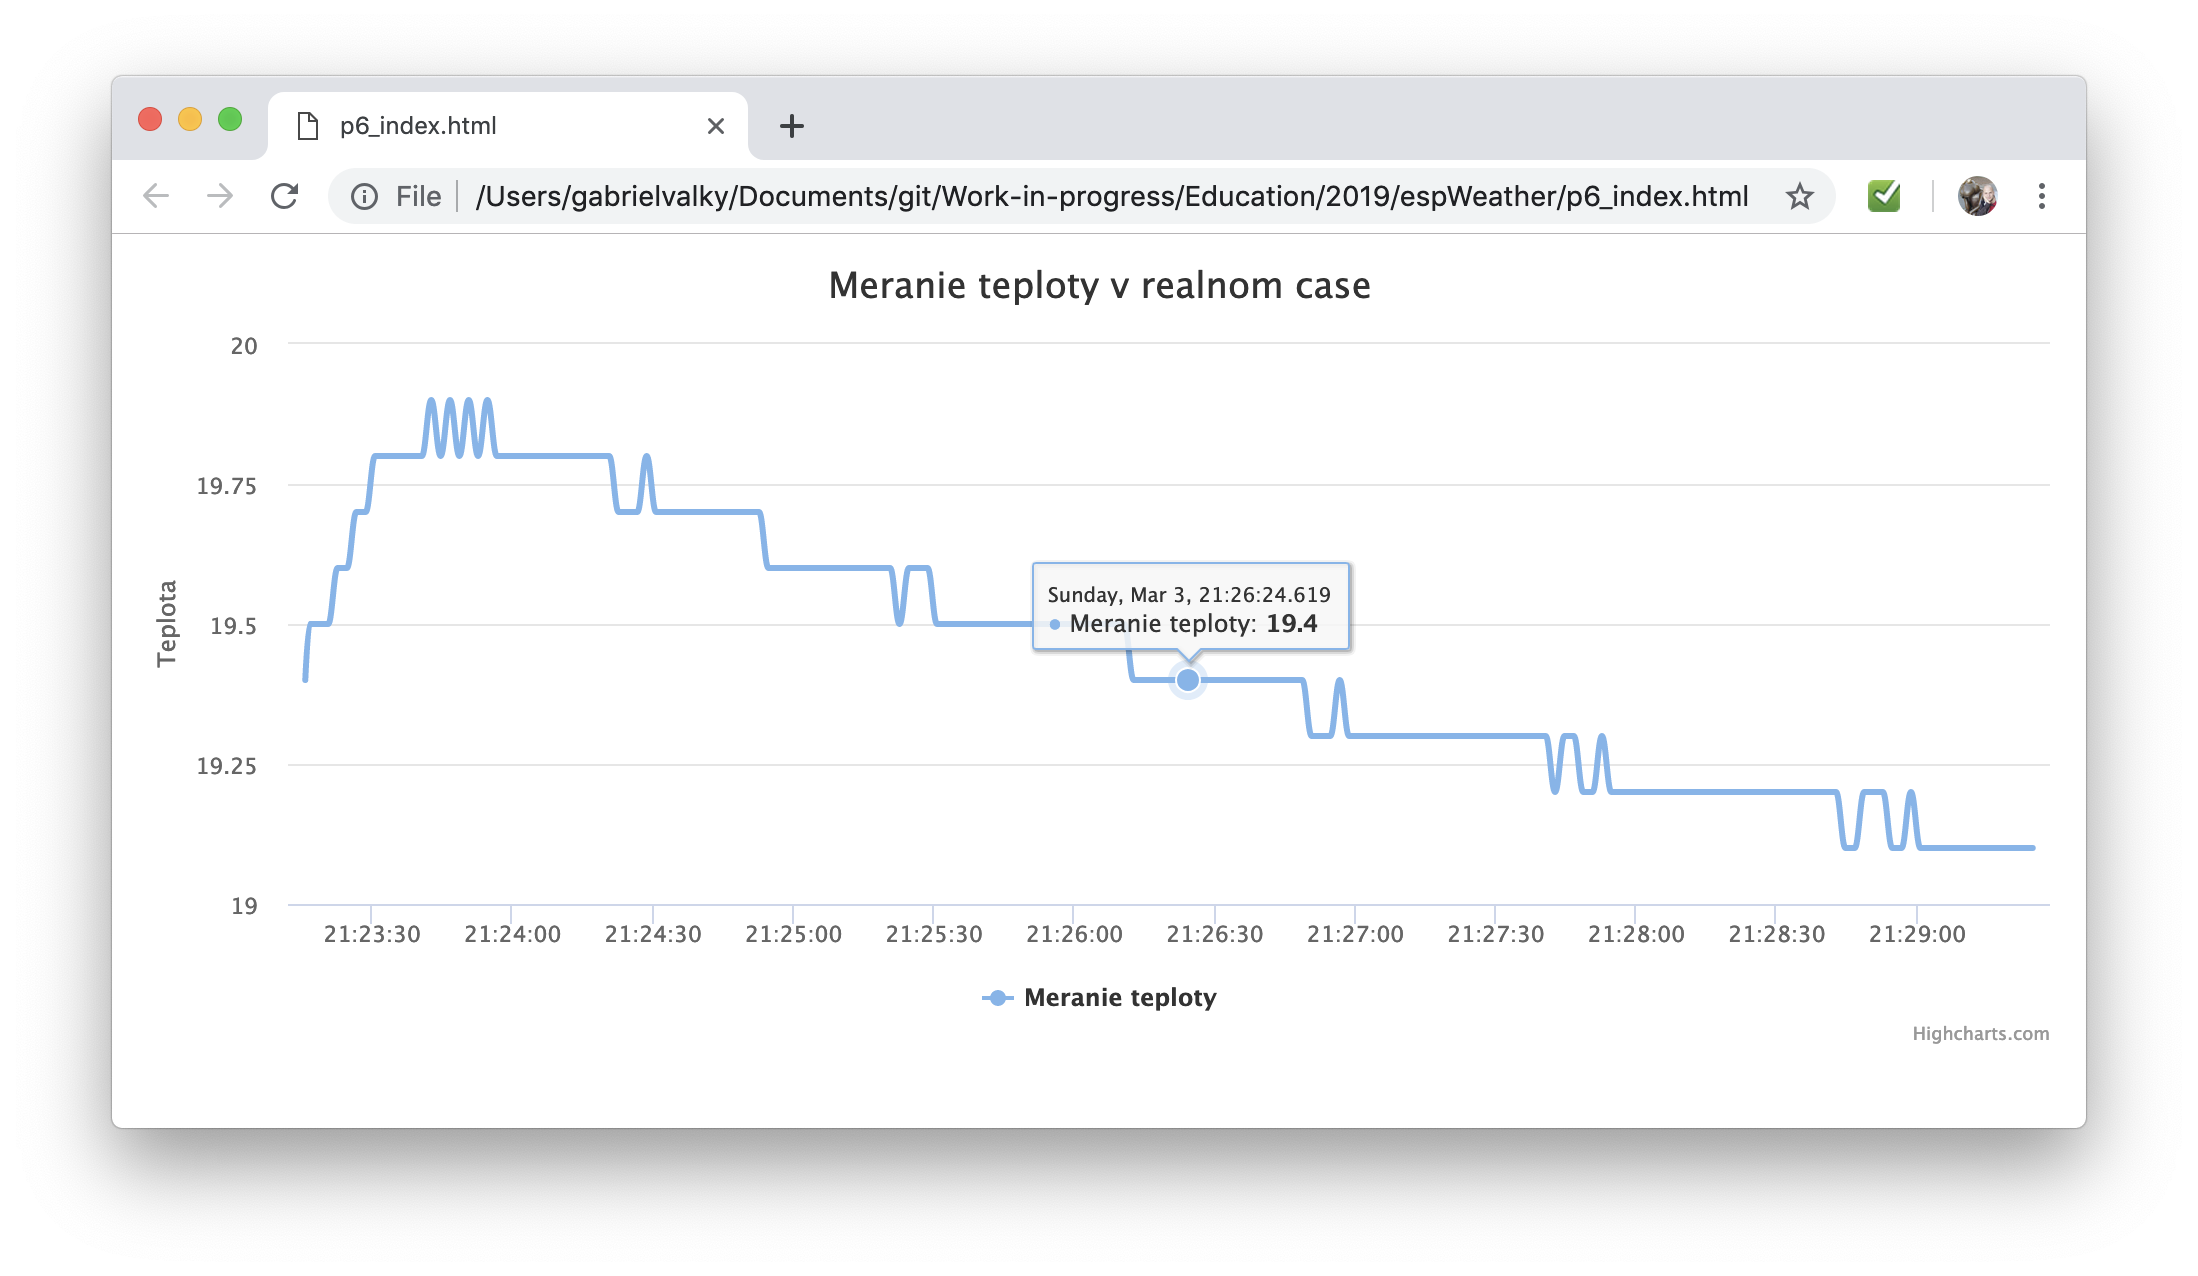 p6_index.html
File /Users/gabrielvalky/Documents/git/Work-in-progress/Education/2019/espWeather/p6_index.html
Meranie teploty v realnom case
Teplota
20
19.75
19.5
19.25
19
Sunday, Mar 3, 21:26:24.619
Meranie teploty: 19.4
21:23:30 21:24:00 21:24:30 21:25:00 21:25:30 21:26:00 21:26:30 21:27:00 21:27:30 21:28:00 21:28:30 21:29:00
Meranie teploty
Highcharts.com